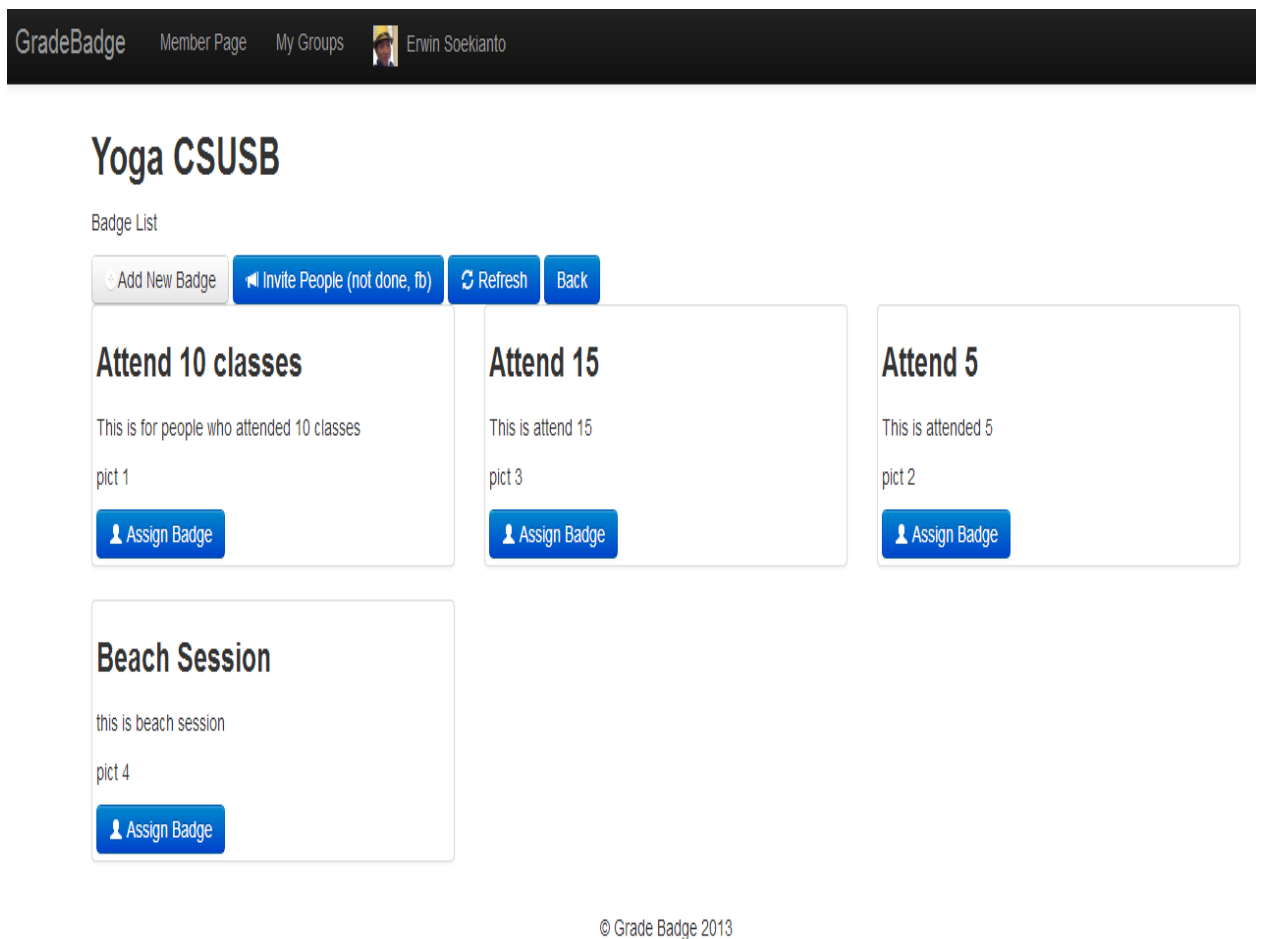 GradeBadge Member Page My Groups Erwin Soekianto
Yoga CSUSB
Badge List
Add New Badge Invite People (not done, fb) Refresh Back
Attend 10 classes
This is for people who attended 10 classes
pict 1
Assign Badge
Attend 15
This is attend 15
pict 3
Assign Badge
Attend 5
This is attended 5
pict 2
Assign Badge
Beach Session
this is beach session
pict 4
Assign Badge
© Grade Badge 2013